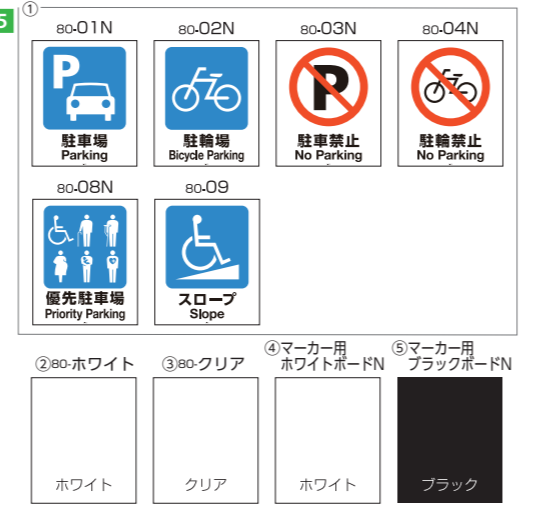 5
①
80-01N
80-02N
80-03N
80-04N
P
P
駐車場
Parking
駐輪場
Bicycle Parking
駐車禁止
No Parking
駐輪禁止
No Parking
80-08N
80-09
優先駐車場
Priority Parking
スロープ
Slope
②80-ホワイト
③80-クリア
④マーカー用
ホワイトボードN
⑤マーカー用
ブラックボードN
ホワイト
クリア
ホワイト
ブラック